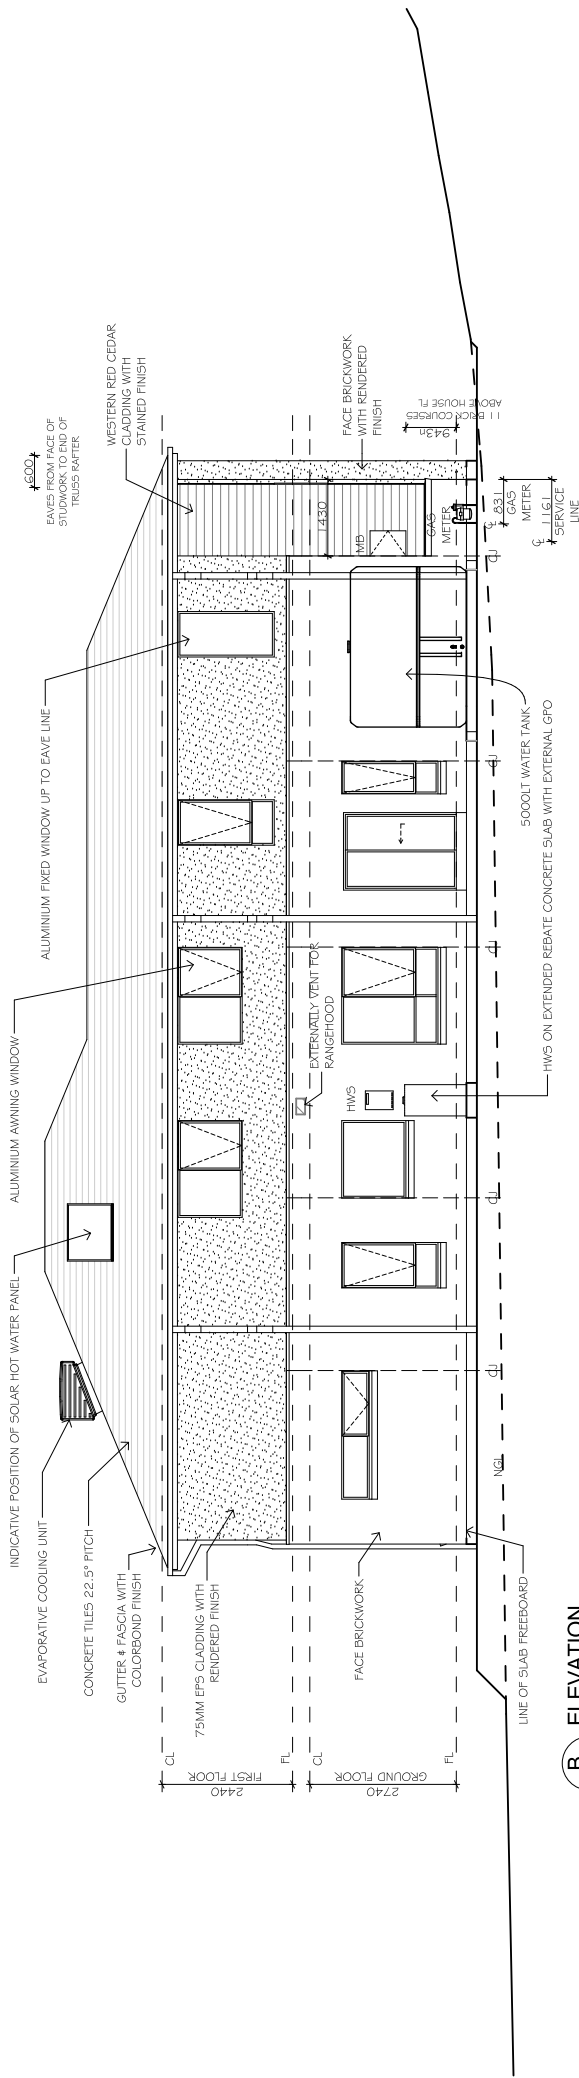 INDICATIVE POSITION OF SOLAR HOT WATER PANEL
EVAPORATIVE COOLING UNIT
CONCRETE TILES 22.5° PITCH
GUTTER & FASCIA WITH
COLORBOND FINISH
75MM EPS CLADDING WITH
RENDERED FINISH
FACE BRICKWORK
LINE OF SLAB FREEBOARD
ALUMINIUM AWNING WINDOW
ALUMINIUM FIXED WINDOW UP TO EAVE LINE
600
EAVES FROM FACE OF
STUDWORK TO END OF
TRUSS RAFTER
WESTERN RED CEDAR
CLADDING WITH
STAINED FINISH
FACE BRICKWORK
WITH RENDERED
FINISH
943n
11 BRICK COURSES
ABOVE HOUSE FL
1430
MB
GAS
METER
℄ 831
GAS
METER
℄ 1161
SERVICE
LINE
EXTERNALLY VENT FOR
RANGEHOOD
HWS
5000LT WATER TANK
HWS ON EXTENDED REBATE CONCRETE SLAB WITH EXTERNAL GPO
CL
2440
FIRST FLOOR
FL
CL
2740
GROUND FLOOR
FL
NGL
CJ
CJ
CJ
CJ
CJ
B ELEVATION